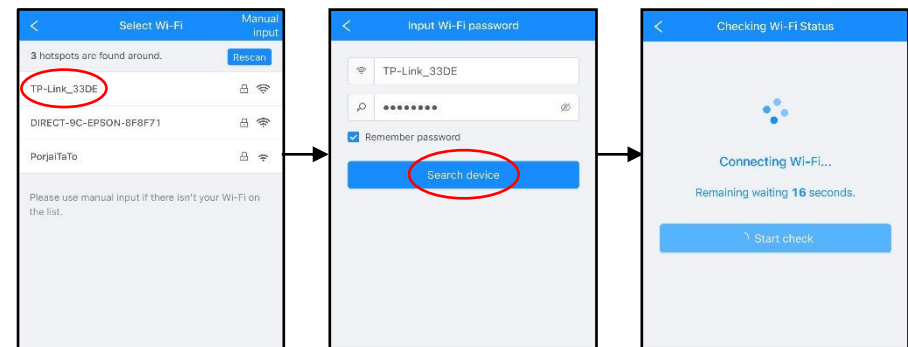 Select Wi-Fi
Manual input
3 hotspots are found around.
Rescan
TP-Link_33DE
DIRECT-9C-EPSON-8F8F71
PorjaiTaTo
Please use manual input if there isn't your Wi-Fi on
the list.
Input Wi-Fi password
TP-Link_33DE
••••••••
Remember password
Search device
Checking Wi-Fi Status
Connecting Wi-Fi...
Remaining waiting 16 seconds.
Start check